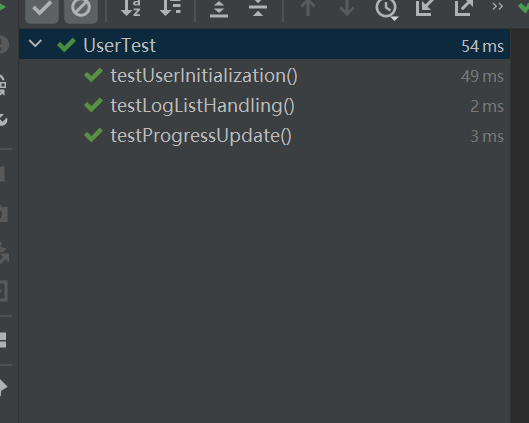 UserTest 54 ms
testUserInitialization() 49 ms
testLogListHandling() 2 ms
testProgressUpdate() 3 ms